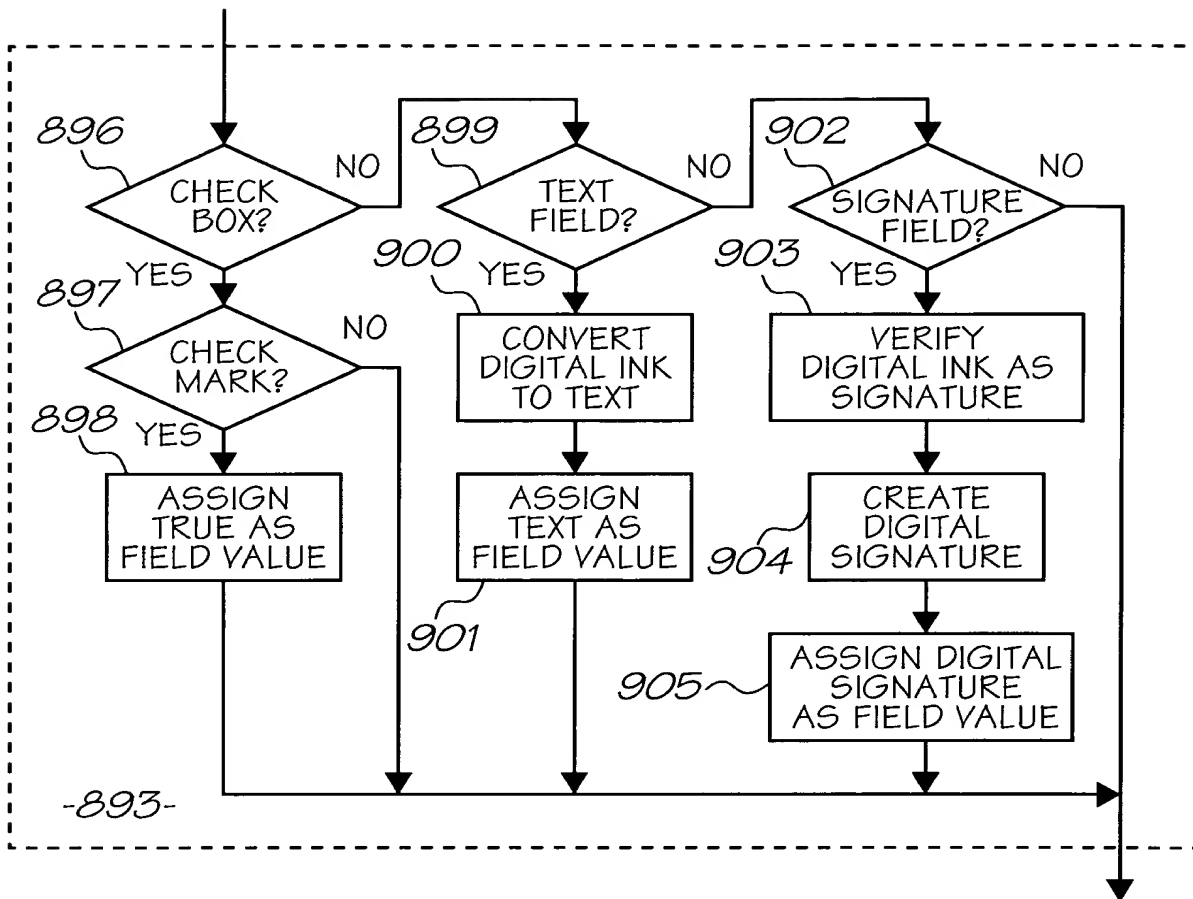 896
CHECK
BOX?
NO
YES
897
CHECK
MARK?
NO
YES
898
ASSIGN
TRUE AS
FIELD VALUE
899
TEXT
FIELD?
NO
YES
900
CONVERT
DIGITAL INK
TO TEXT
ASSIGN
TEXT AS
FIELD VALUE
901
902
SIGNATURE
FIELD?
NO
YES
903
VERIFY
DIGITAL INK AS
SIGNATURE
CREATE
DIGITAL
SIGNATURE
904
ASSIGN DIGITAL
SIGNATURE
AS FIELD VALUE
905
-893-